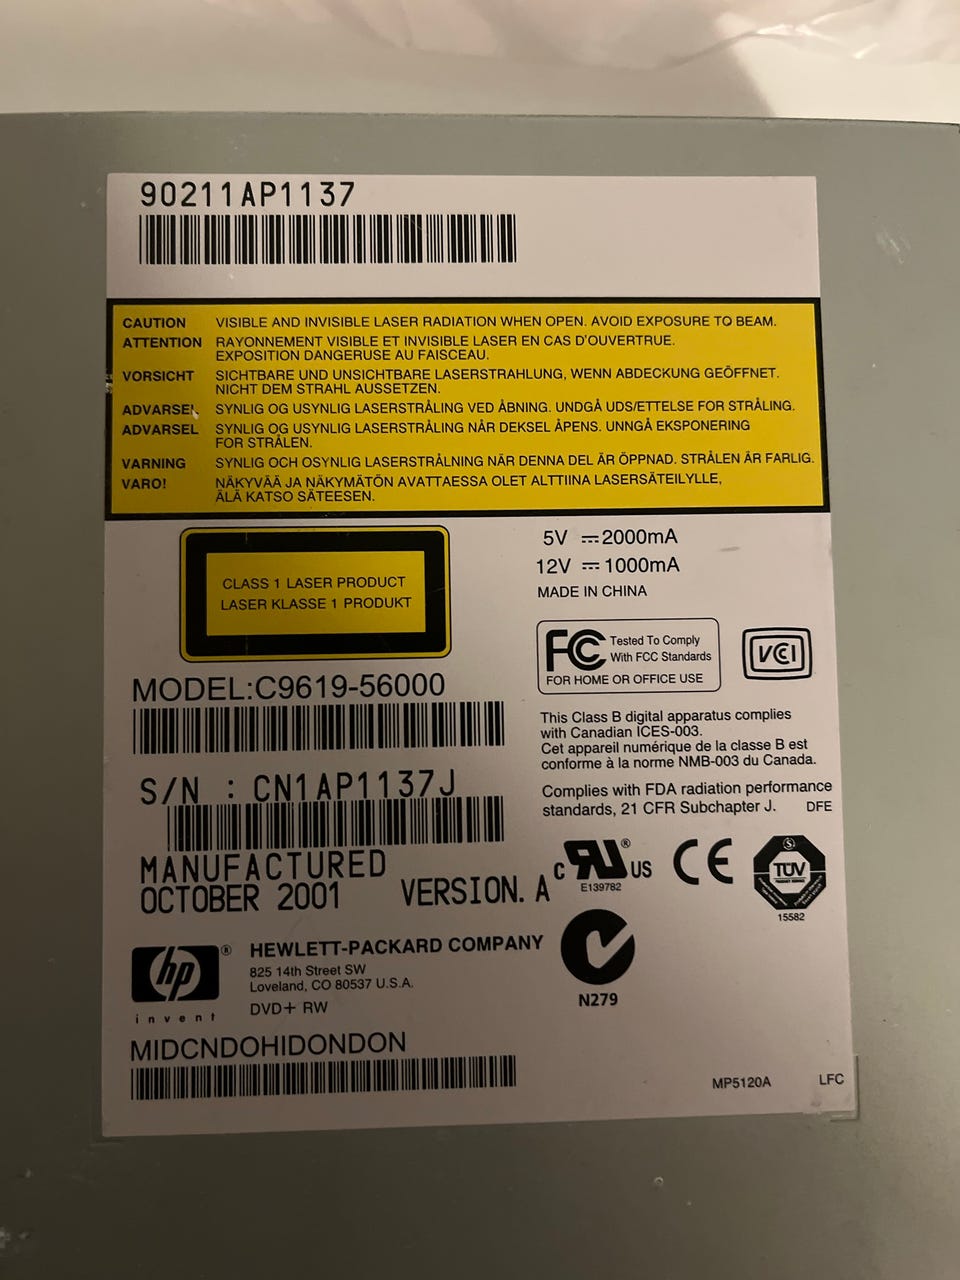 90211AP1137
CAUTION VISIBLE AND INVISIBLE LASER RADIATION WHEN OPEN. AVOID EXPOSURE TO BEAM.
ATTENTION RAYONNEMENT VISIBLE ET INVISIBLE LASER EN CAS D'OUVERTRUE.
EXPOSITION DANGERUSE AU FAISCEAU.
VORSICHT SICHTBARE UND UNSICHTBARE LASERSTRAHLUNG, WENN ABDECKUNG GEÖFFNET.
NICHT DEM STRAHL AUSSETZEN.
ADVARSEL SYNLIG OG USYNLIG LASERSTRÅLING VED ÅBNING. UNDGÅ UDS/ETTELSE FOR STRÅLING.
ADVARSEL SYNLIG OG USYNLIG LASERSTRÅLING NÅR DEKSEL ÅPENS. UNNGÅ EKSPONERING
FOR STRÅLEN.
VARNING SYNLIG OCH OSYNLIG LASERSTRÅLNING NÄR DENNA DEL ÄR ÖPPNAD. STRÅLEN ÄR FARLIG.
VARO! NÄKYVÄÄ JA NÄKYMÄTÖN AVATTAESSA OLET ALTTIINA LASERSÄTEILYLLE,
ÄLÄ KATSO SÄTEESEN.
CLASS 1 LASER PRODUCT
LASER KLASSE 1 PRODUKT
5V ⎓ 2000mA
12V ⎓ 1000mA
MADE IN CHINA
FC Tested To Comply
With FCC Standards
FOR HOME OR OFFICE USE
VCI
MODEL:C9619-56000
This Class B digital apparatus complies
with Canadian ICES-003.
Cet appareil numérique de la classe B est
conforme à la norme NMB-003 du Canada.
S/N : CN1AP1137J
Complies with FDA radiation performance
standards, 21 CFR Subchapter J. DFE
MANUFACTURED
OCTOBER 2001 VERSION. A
C RU ® US
E139782
CE
S
TÜV
PRODUCT SERVICE
15582
hp ®
invent
HEWLETT-PACKARD COMPANY
825 14th Street SW
Loveland, CO 80537 U.S.A.
DVD+ RW
N279
MIDCNDOHIDONDON
MP5120A LFC